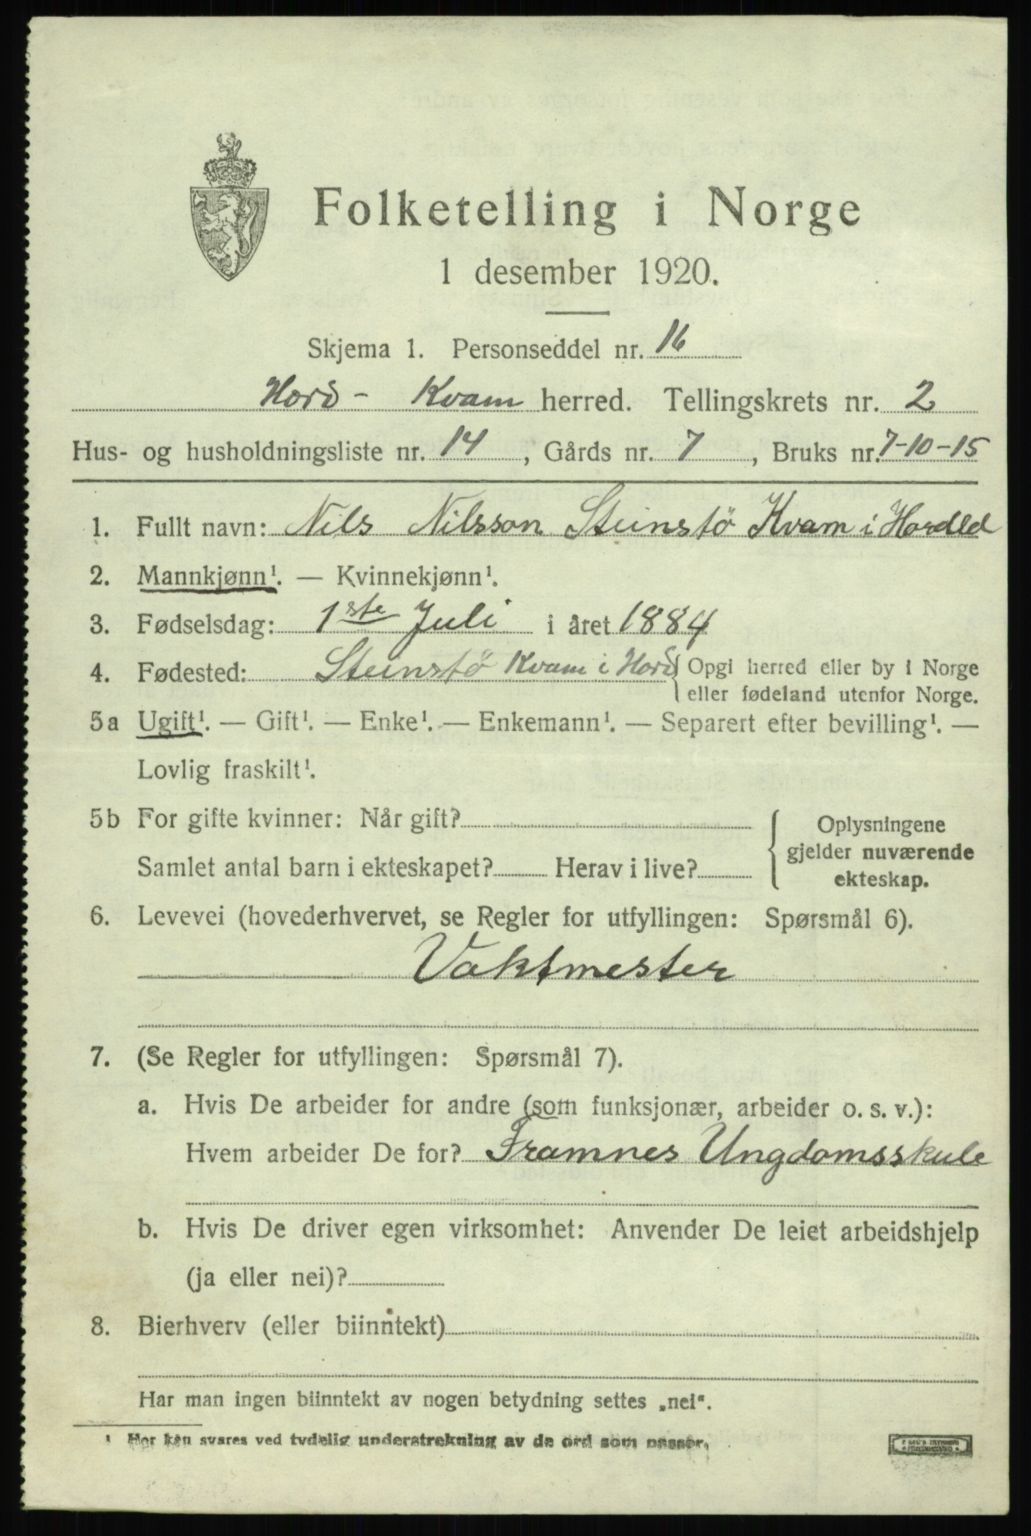 Folketelling i Norge
1 desember 1920.
Skjema 1. Personseddel nr. 16
Hord - Kvam herred. Tellingskrets nr. 2
Hus- og husholdningsliste nr. 14, Gårds nr. 7, Bruks nr. 7-10-15
1. Fullt navn: Nils Nilsson Steinstö Kvam i Hordld
2. Mannkjønn¹. — Kvinnekjønn¹.
3. Fødselsdag: 1ste Juli i året 1884
4. Fødested: Steinstö Kvam i Hord { Opgi herred eller by i Norge
eller fødeland utenfor Norge.
5a Ugift¹. — Gift¹. — Enke¹. — Enkemann¹. — Separert efter bevilling¹. —
Lovlig fraskilt¹.
5b For gifte kvinner: Når gift?
Samlet antal barn i ekteskapet? Herav i live?
{ Oplysningene
gjelder nuværende
ekteskap.
6. Levevei (hovederhvervet, se Regler for utfyllingen: Spørsmål 6).
Vaktmester
7. (Se Regler for utfyllingen: Spørsmål 7).
a. Hvis De arbeider for andre (som funksjonær, arbeider o. s. v.):
Hvem arbeider De for? Framnes Ungdomsskule
b. Hvis De driver egen virksomhet: Anvender De leiet arbeidshjelp
(ja eller nei)?
8. Bierhverv (eller biinntekt)
Har man ingen biinntekt av nogen betydning settes „nei“.
¹ Her kan svares ved tydelig understrekning av de ord som passer.